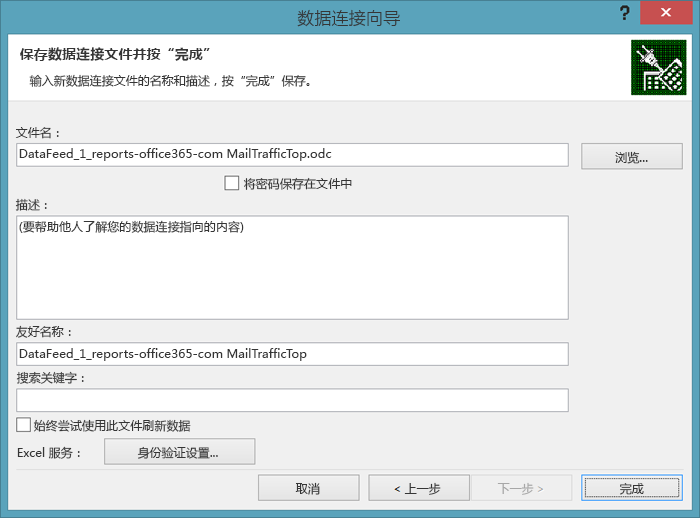 数据连接向导
?
保存数据连接文件并按“完成”
输入新数据连接文件的名称和描述，按“完成”保存。
文件名：
DataFeed_1_reports-office365-com MailTrafficTop.odc
浏览...
将密码保存在文件中
描述：
(要帮助他人了解您的数据连接指向的内容)
友好名称：
DataFeed_1_reports-office365-com MailTrafficTop
搜索关键字：
始终尝试使用此文件刷新数据
Excel 服务： 身份验证设置...
取消 < 上一步 下一步 > 完成